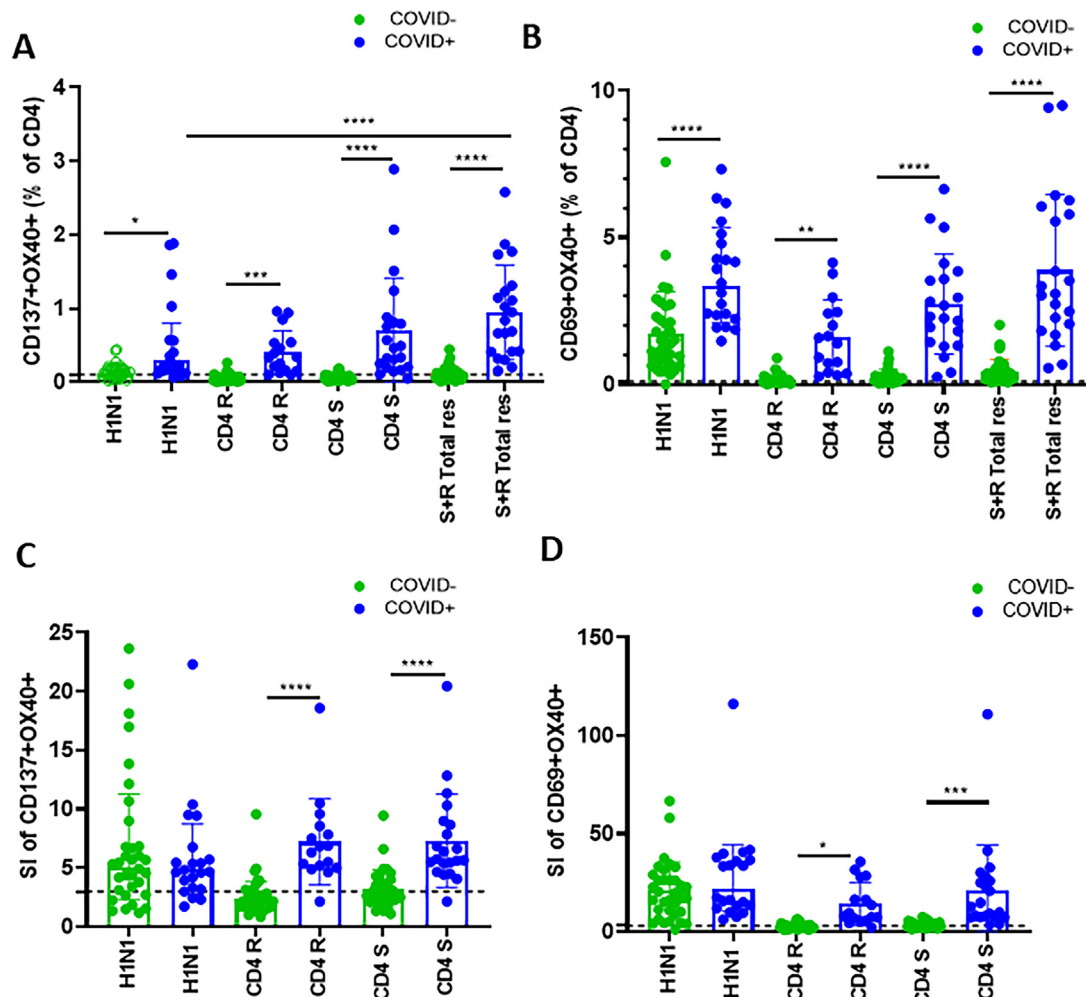 A
COVID-
COVID+
CD137+OX40+ (% of CD4)
4
3
2
1
0
*
***
****
****
****
H1N1
H1N1
CD4 R
CD4 R
CD4 S
CD4 S
S+R Total res
S+R Total res
B
COVID-
COVID+
CD69+OX40+ (% of CD4)
10
5
0
****
**
****
****
H1N1
H1N1
CD4 R
CD4 R
CD4 S
CD4 S
S+R Total res
S+R Total res
C
COVID-
COVID+
SI of CD137+OX40+
25
20
15
10
5
0
****
****
H1N1
H1N1
CD4 R
CD4 R
CD4 S
CD4 S
D
COVID-
COVID+
SI of CD69+OX40+
150
100
50
0
*
***
H1N1
H1N1
CD4 R
CD4 R
CD4 S
CD4 S